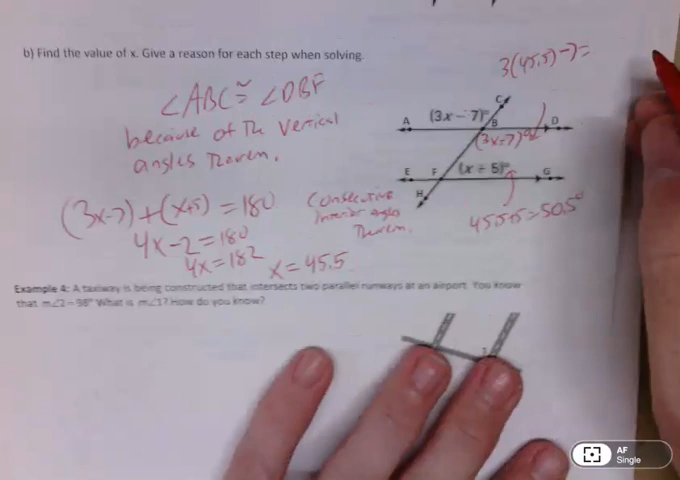 b) Find the value of x. Give a reason for each step when solving.
3(45.5) - 7 =
∠ABC ≅ ∠DBF
because of the vertical
angles Theorem.
C
A
(3x - 7)°
B
D
(3x-7)°
E
F
(x + 5)°
G
H
45.5+5=50.5°
(3x-7)+(x+5) = 180
Consecutive
Interior angles
Theorem.
4x-2=180
4x=182
x=45.5
Example 4: A taxiway is being constructed that intersects two parallel runways at an airport. You know
that m∠2 = 98° What is m∠1? How do you know?
AF
Single